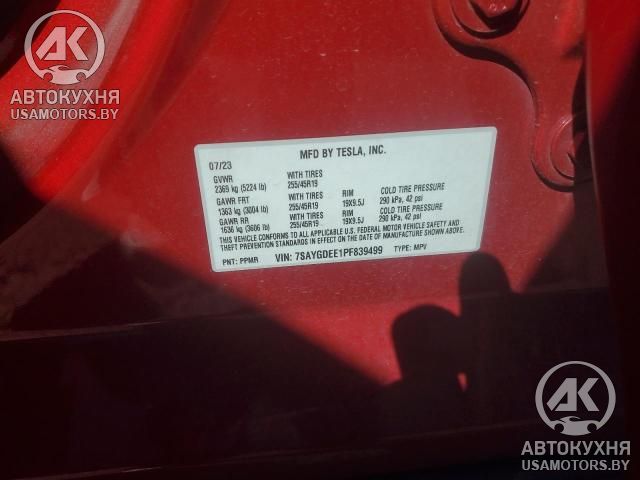 AK
АВТОКУХНЯ
USAMOTORS.BY
07/23 MFD BY TESLA, INC.
GVWR WITH TIRES
2369 kg (5224 lb) 255/45R19 RIM COLD TIRE PRESSURE
GAWR FRT WITH TIRES 19X9.5J 290 kPa, 42 psi
1363 kg (3004 lb) 255/45R19 RIM COLD TIRE PRESSURE
GAWR RR WITH TIRES 19X9.5J 290 kPa, 42 psi
1636 kg (3606 lb) 255/45R19
THIS VEHICLE CONFORMS TO ALL APPLICABLE U.S. FEDERAL MOTOR VEHICLE SAFETY AND
THEFT PREVENTION STANDARDS IN EFFECT ON THE DATE OF MANUFACTURE SHOWN ABOVE.
PNT: PPMR VIN: 7SAYGDEE1PF839499 TYPE: MPV
AK
АВТОКУХНЯ
USAMOTORS.BY